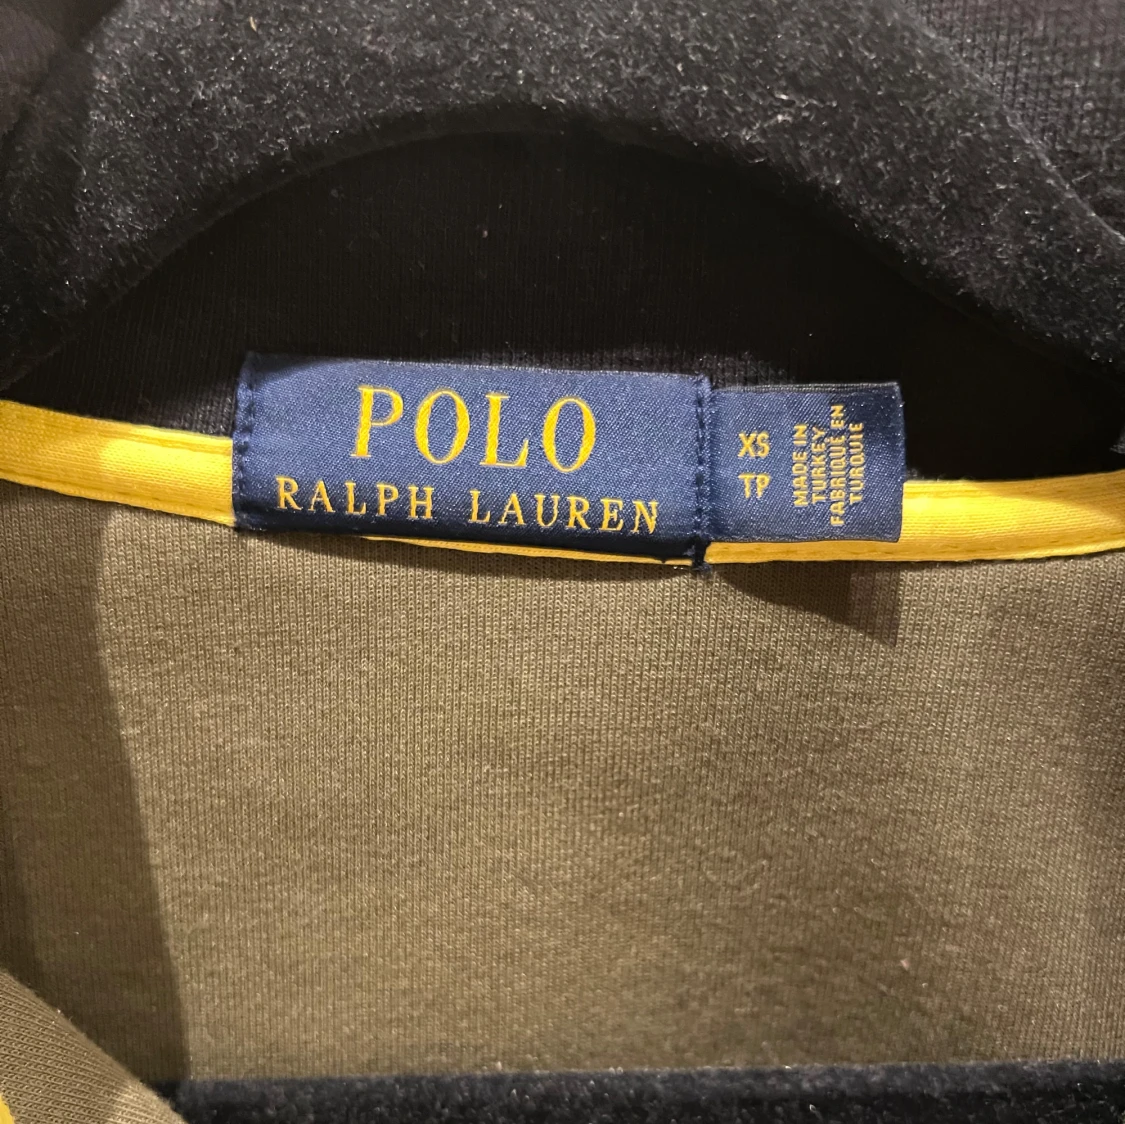 POLO
RALPH LAUREN
XS
TP
MADE IN
TURKEY
FABRIQUÉ EN
TURQUIE